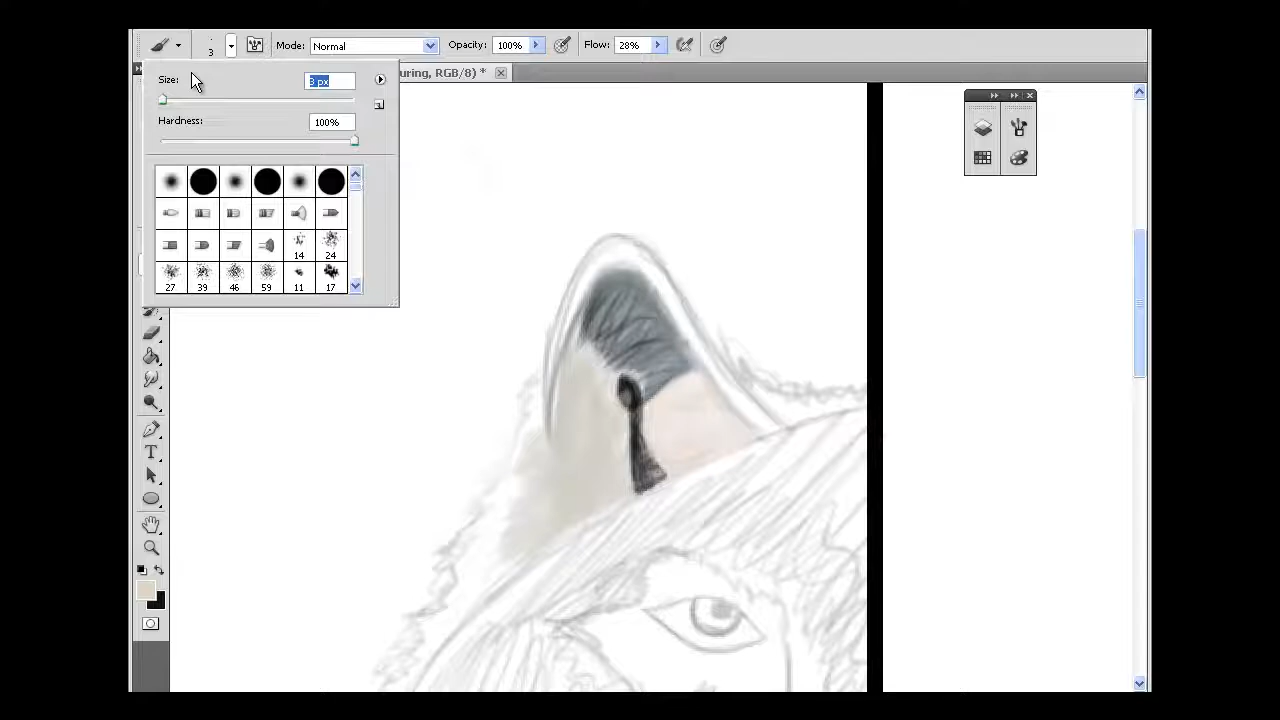 3 Mode: Normal Opacity: 100% Flow: 28%
uring, RGB/8) *
Size: 3 px
Hardness: 100%
14 24
27 39 46 59 11 17
T